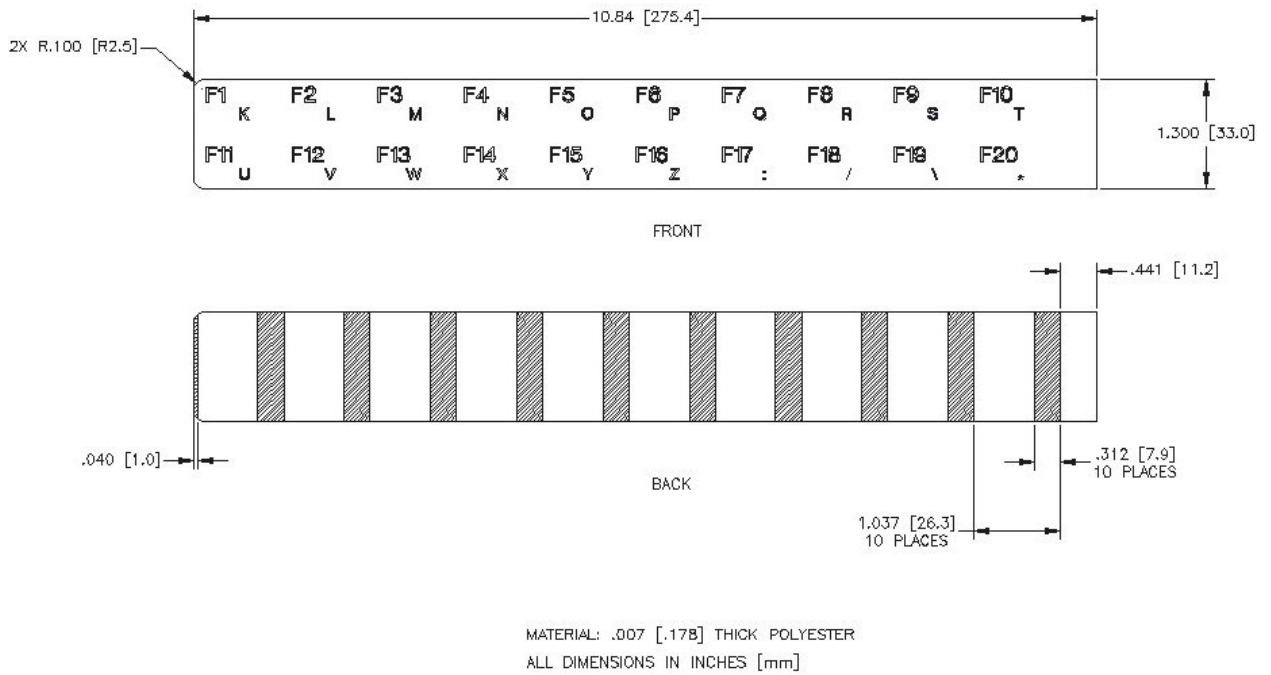 10.84 [275.4]
2X R.100 [R2.5]
F1 F2 F3 F4 F5 F6 F7 F8 F9 F10
K L M N O P Q R S T
1.300 [33.0]
F11 F12 F13 F14 F15 F16 F17 F18 F19 F20
U V W X Y Z : / \ *
FRONT
.441 [11.2]
.040 [1.0]
.312 [7.9]
10 PLACES
BACK
1.037 [26.3]
10 PLACES
MATERIAL: .007 [.178] THICK POLYESTER
ALL DIMENSIONS IN INCHES [mm]